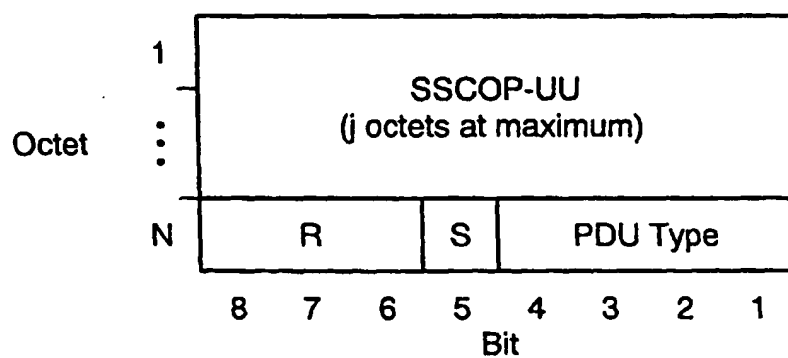 1
SSCOP-UU
(j octets at maximum)
Octet
N R S PDU Type
8 7 6 5 4 3 2 1
Bit